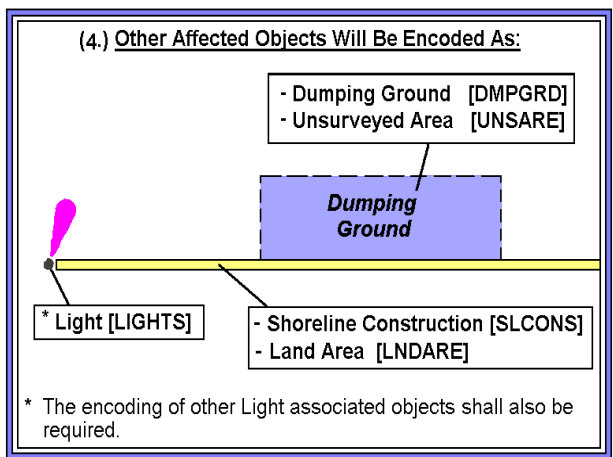 (4.) Other Affected Objects Will Be Encoded As:
- Dumping Ground [DMPGRD]
- Unsurveyed Area [UNSARE]
Dumping
Ground
* Light [LIGHTS]
- Shoreline Construction [SLCONS]
- Land Area [LNDARE]
* The encoding of other Light associated objects shall also be
required.